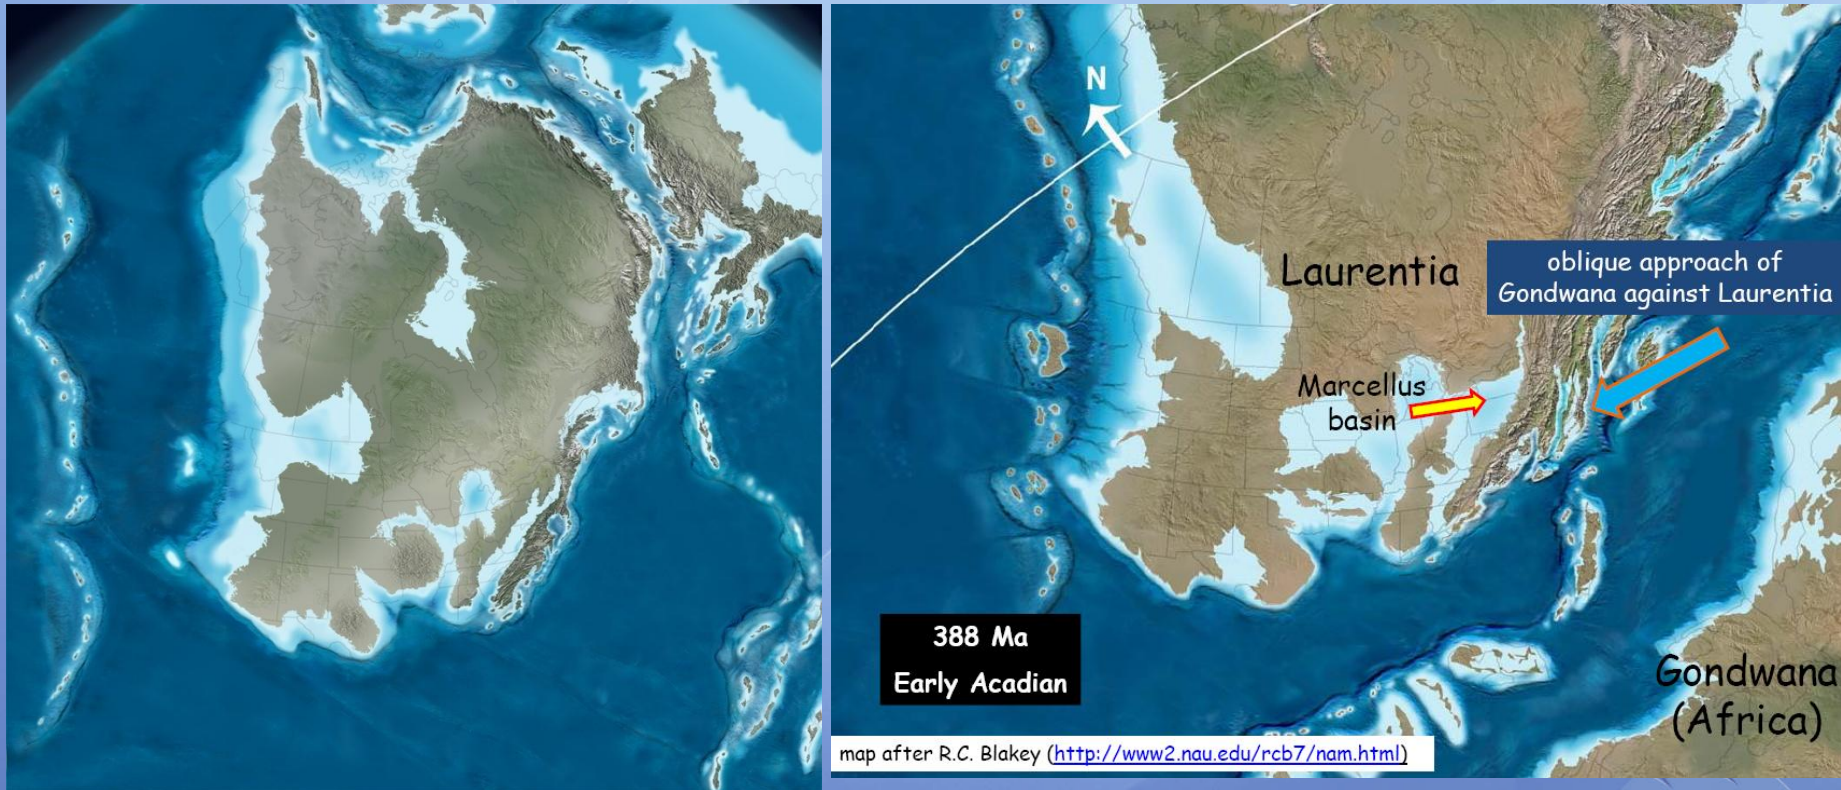 N
Laurentia
oblique approach of
Gondwana against Laurentia
Marcellus
basin
388 Ma
Early Acadian
Gondwana
(Africa)
map after R.C. Blakey (http://www2.nau.edu/rcb7/nam.html)